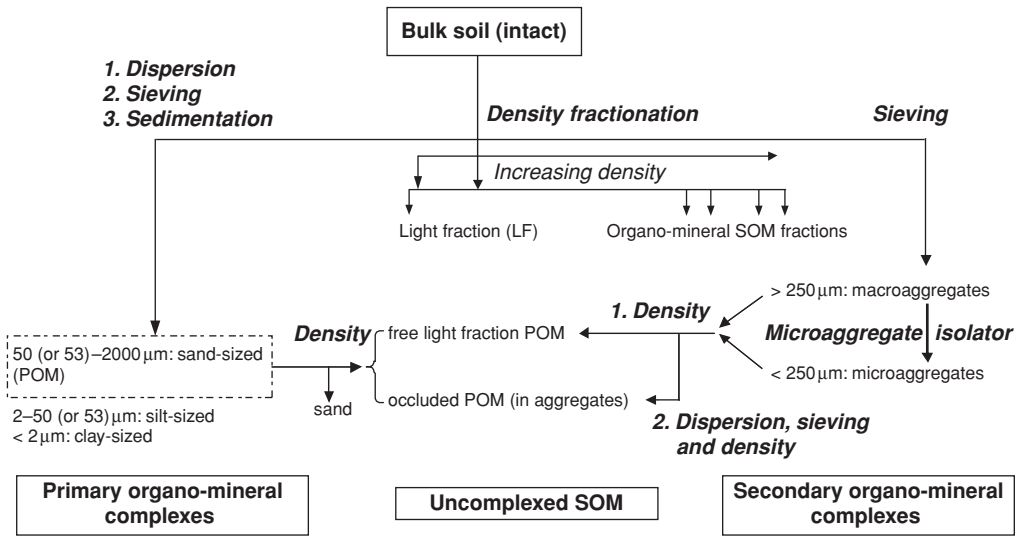 Bulk soil (intact)
1. Dispersion
2. Sieving
3. Sedimentation
Density fractionation
Sieving
Increasing density
Light fraction (LF)
Organo-mineral SOM fractions
> 250 μm: macroaggregates
1. Density
Microaggregate isolator
Density
free light fraction POM
50 (or 53)–2000 μm: sand-sized
(POM)
< 250 μm: microaggregates
occluded POM (in aggregates)
sand
2–50 (or 53) μm: silt-sized
< 2 μm: clay-sized
2. Dispersion, sieving
and density
Primary organo-mineral
complexes
Uncomplexed SOM
Secondary organo-mineral
complexes